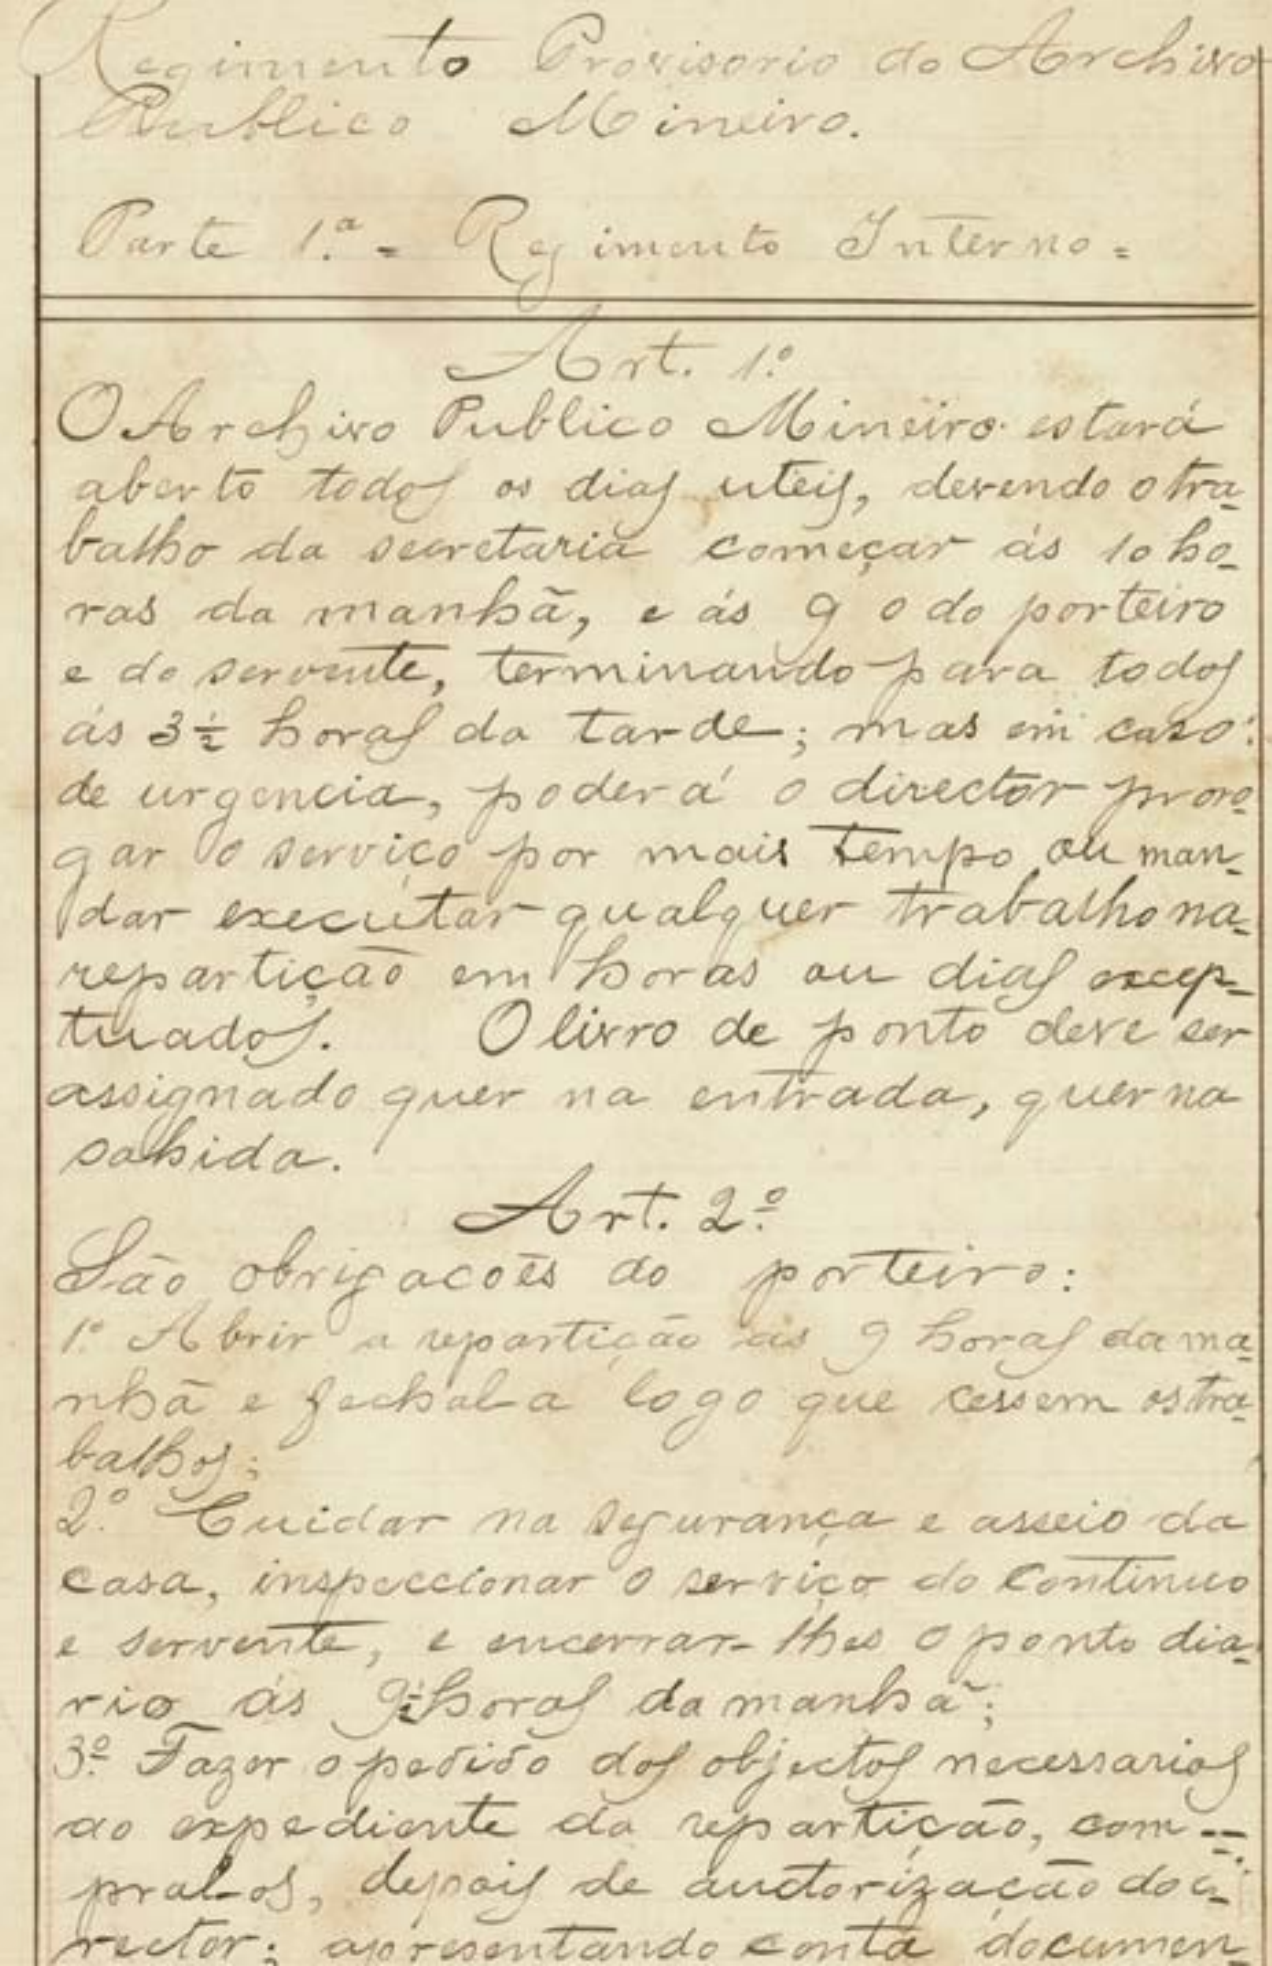 Regimento Provisorio do Archivo
Publico Mineiro.
Parte 1.ª = Regimento Interno =
Art. 1.º
O Archivo Publico Mineiro estará
aberto todos os dias uteis, devendo o tra-
balho da secretaria começar ás 10 ho-
ras da manhã, e ás 9 o do porteiro
e do servente, terminando para todos
ás 3 ½ horas da tarde; mas em caso
de urgencia, poderá o director proro-
gar o serviço por mais tempo ou man-
dar executar qualquer trabalho na
repartição em horas ou dias excep-
tuados. O livro de ponto deve ser
assignado quer na entrada, quer na
sahida.
Art. 2.º
São obrigacões do porteiro:
1.º Abrir a repartição ás 9 horas da ma-
nhã e fechal-a logo que cessem os tra-
balhos;
2.º Cuidar na segurança e asseio da
casa, inspeccionar o serviço do Continuo
e servente, e encerrar-lhes o ponto dia-
rio ás 9 ½ horas da manhã;
3.º Fazer o pedido dos objectos necessarios
ao expediente da repartição, com-
pral-os, depois de auctorização do di-
rector; apresentando conta documen-